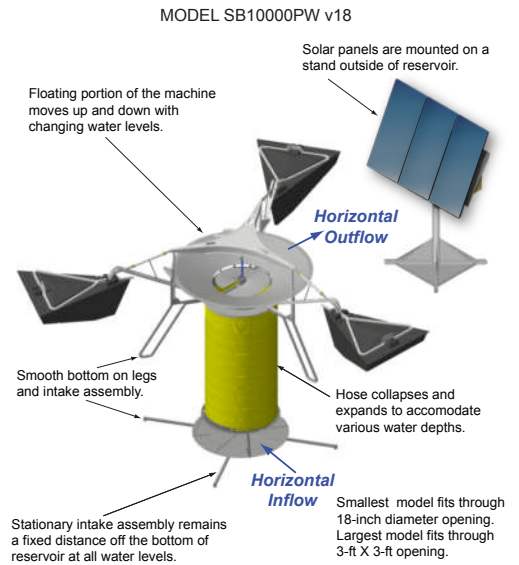 MODEL SB10000PW v18
Solar panels are mounted on a
stand outside of reservoir.
Floating portion of the machine
moves up and down with
changing water levels.
Horizontal
Outflow
Smooth bottom on legs
and intake assembly.
Hose collapses and
expands to accomodate
various water depths.
Horizontal
Inflow
Stationary intake assembly remains
a fixed distance off the bottom of
reservoir at all water levels.
Smallest model fits through
18-inch diameter opening.
Largest model fits through
3-ft X 3-ft opening.